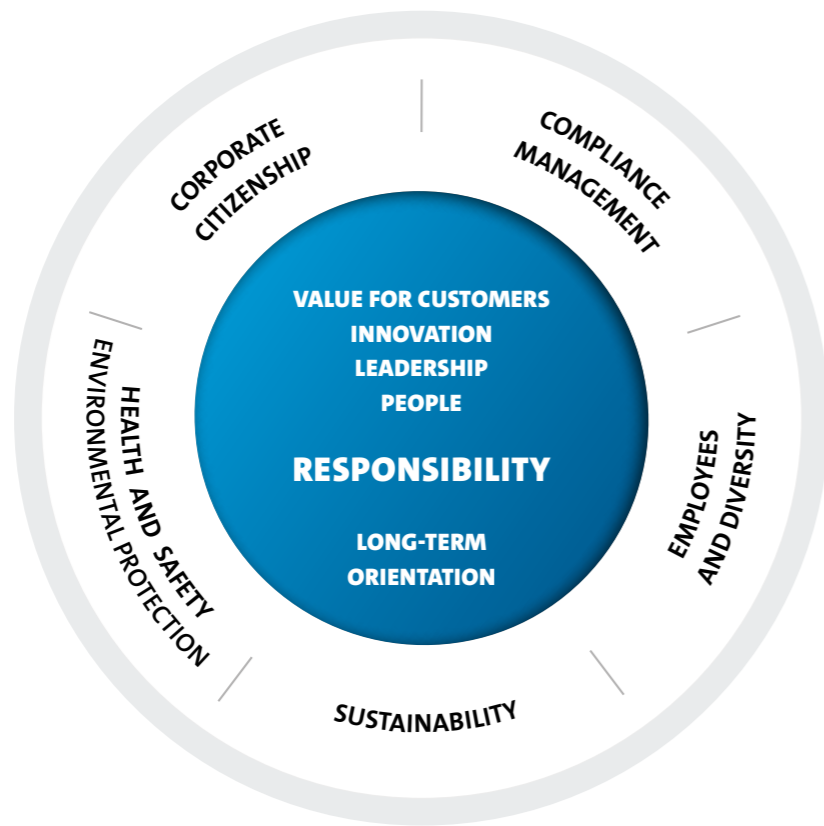 CORPORATE
CITIZENSHIP
COMPLIANCE
MANAGEMENT
VALUE FOR CUSTOMERS
INNOVATION
LEADERSHIP
PEOPLE
RESPONSIBILITY
LONG-TERM
ORIENTATION
HEALTH AND SAFETY
ENVIRONMENTAL PROTECTION
EMPLOYEES
AND DIVERSITY
SUSTAINABILITY